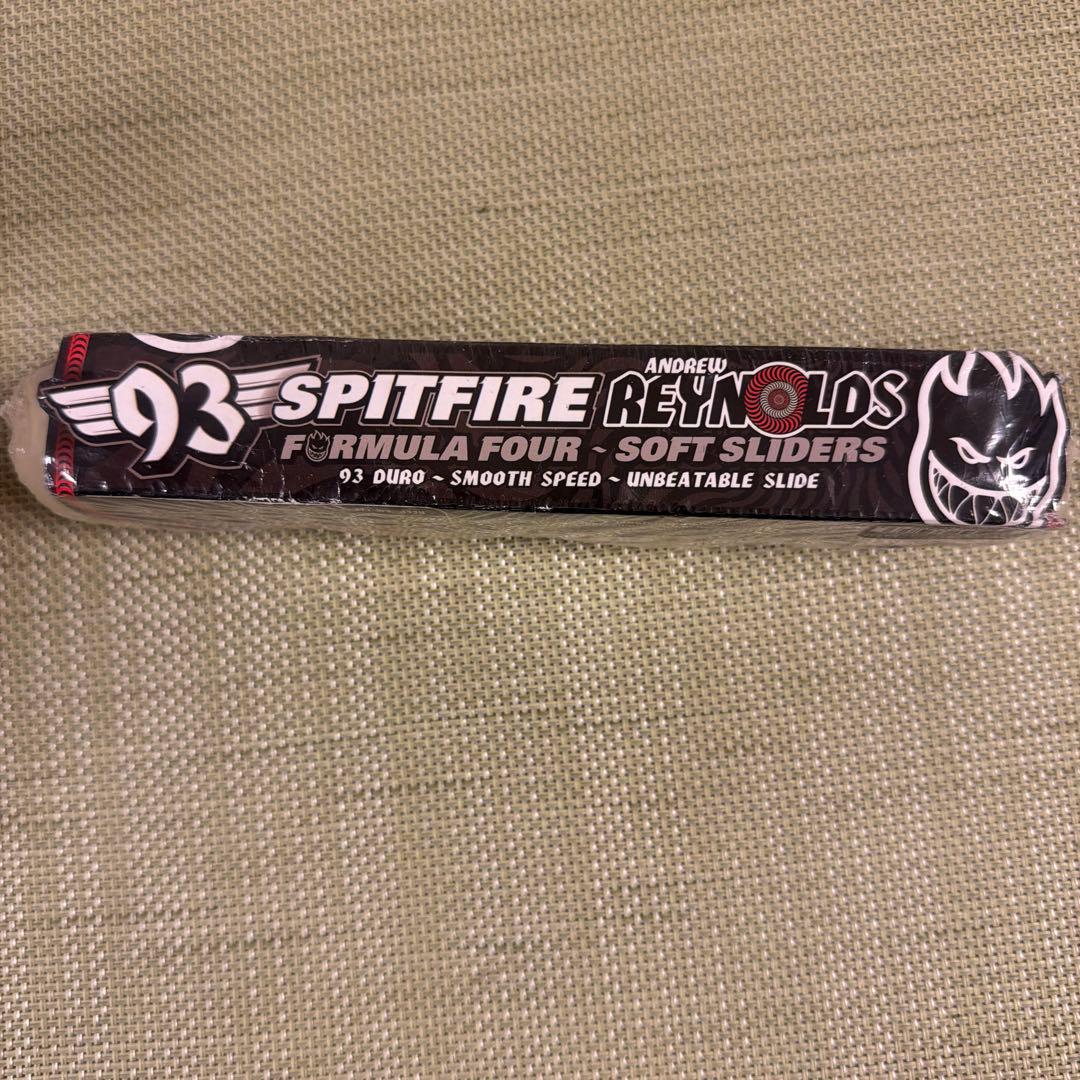 93 SPITFIRE ANDREW REYNOLDS
FORMULA FOUR ~ SOFT SLIDERS
93 DURO ~ SMOOTH SPEED ~ UNBEATABLE SLIDE